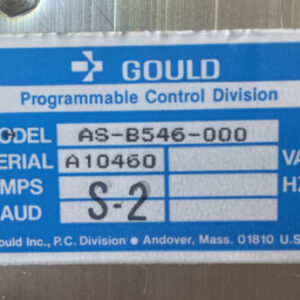 GOULD
Programmable Control Division
ODEL AS-B546-000
ERIAL A10460 VA
MPS S-2 H
AUD
ould Inc., P.C. Division • Andover, Mass. 01810 U.S